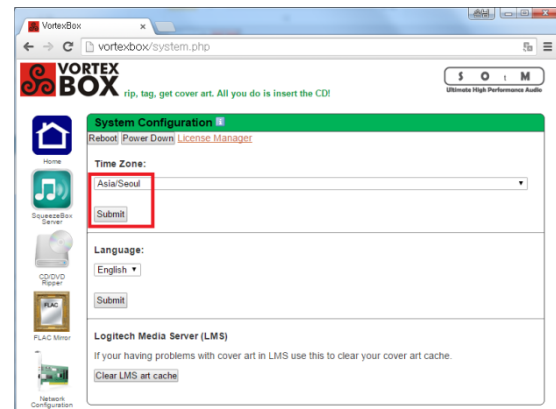 VortexBox
vortexbox/system.php
VORTEX
BOX rip, tag, get cover art. All you do is insert the CD!
SOtM
Ultimate High Performance Audio
System Configuration
Reboot Power Down License Manager
Home
Time Zone:
Asia/Seoul
Submit
SqueezeBox
Server
Language:
English
CD/DVD
Ripper
Submit
FLAC
FLAC Mirror
Logitech Media Server (LMS)
If your having problems with cover art in LMS use this to clear your cover art cache.
Clear LMS art cache
Network
Configuration